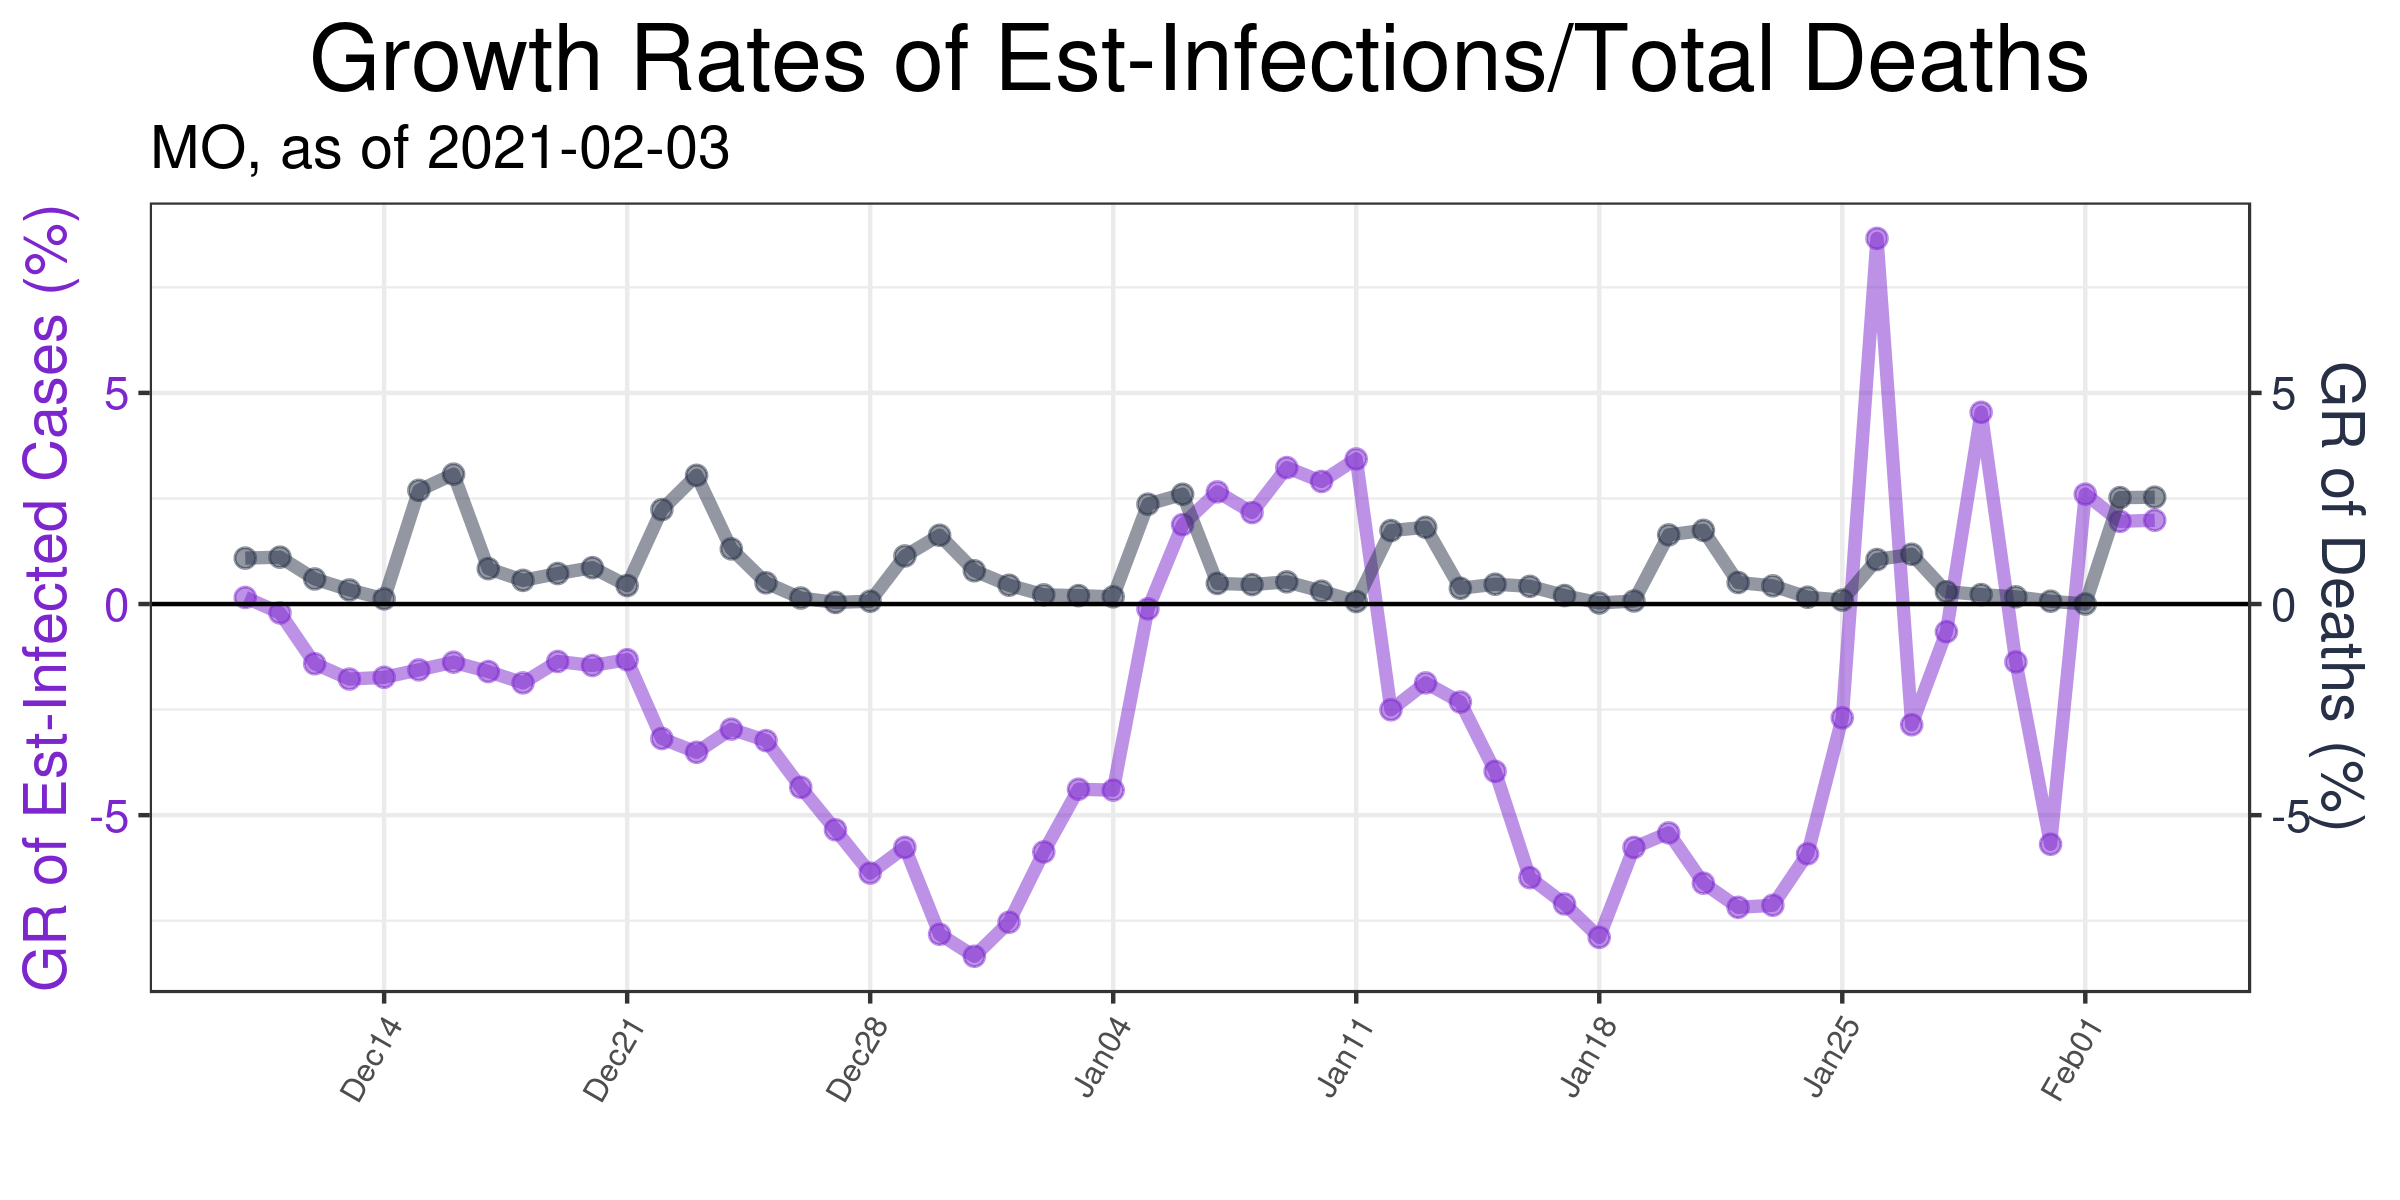 Growth Rates of Est-Infections/Total Deaths
MO, as of 2021-02-03
GR of Est-Infected Cases (%)
5
0
-5
5
0
-5
GR of Deaths (%)
Dec14
Dec21
Dec28
Jan04
Jan11
Jan18
Jan25
Feb01